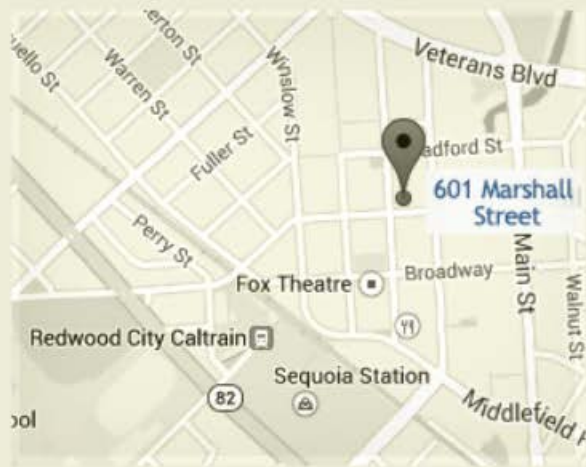 Warren St
Winslow St
Veterans Blvd
Fuller St
601 Marshall
Street
Perry St
Main St
Broadway
Fox Theatre
Walnut St
Redwood City Caltrain
Sequoia Station
82
Middlefield